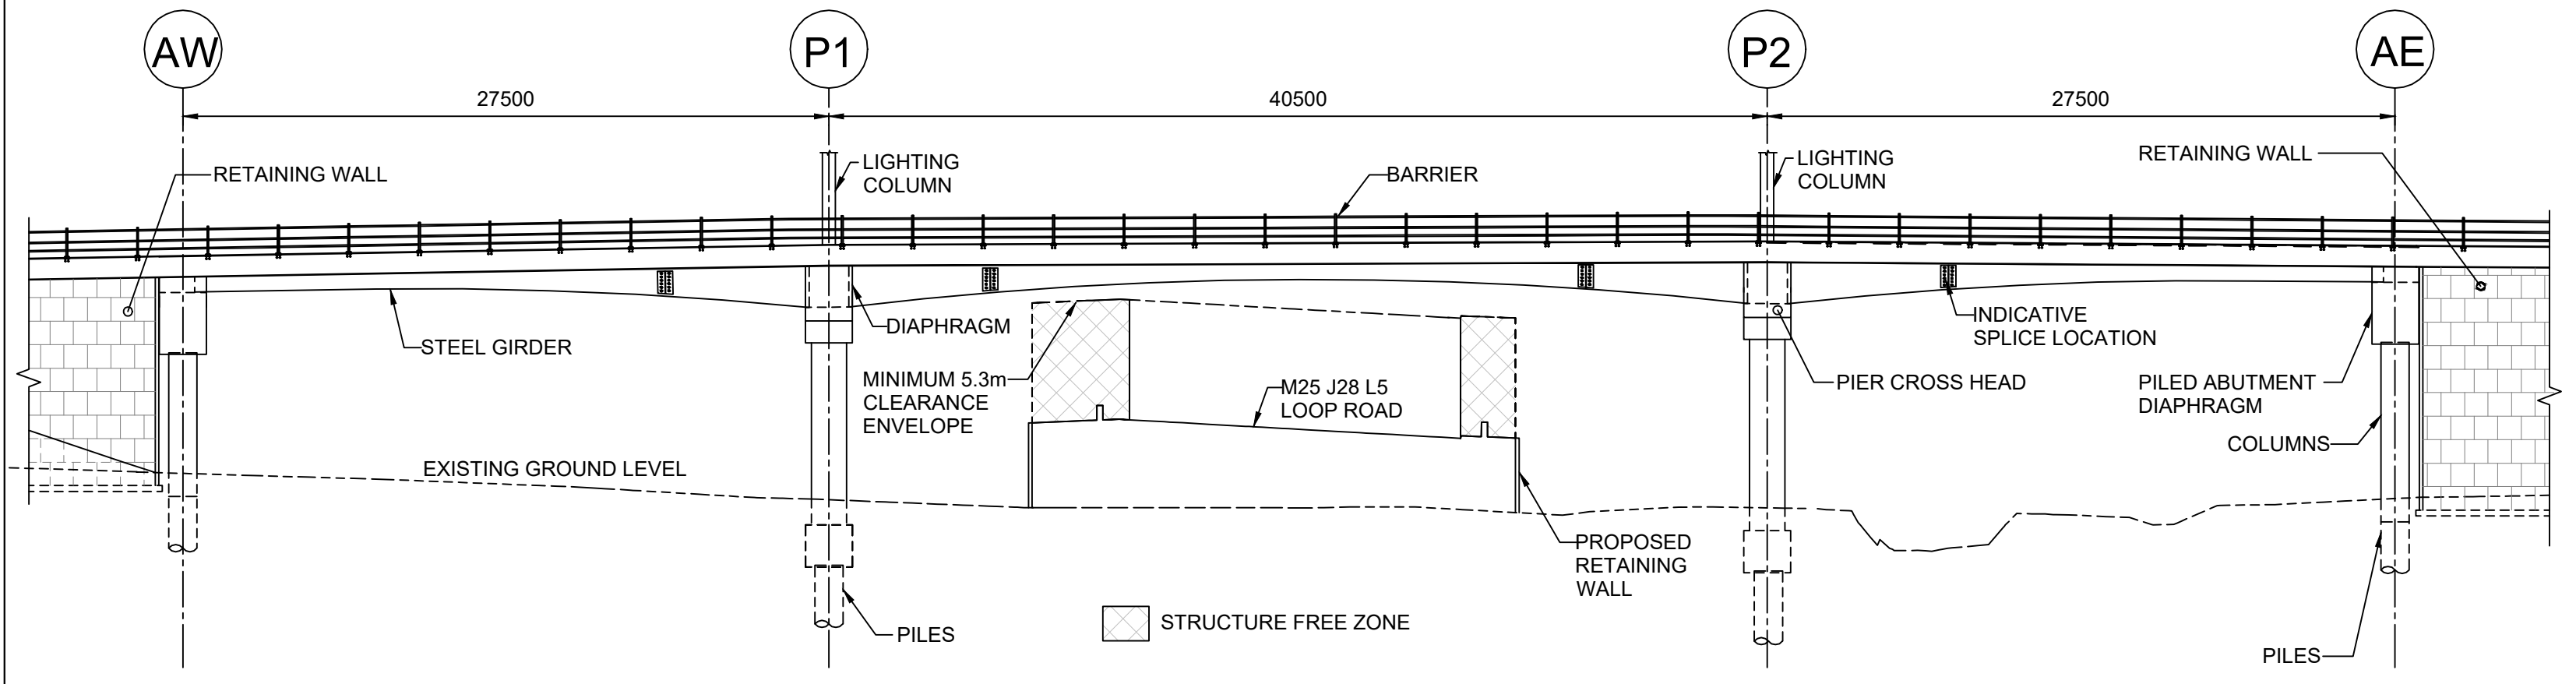 AW
P1
P2
AE
27500
40500
27500
RETAINING WALL
LIGHTING
COLUMN
BARRIER
LIGHTING
COLUMN
RETAINING WALL
STEEL GIRDER
DIAPHRAGM
INDICATIVE
SPLICE LOCATION
MINIMUM 5.3m
CLEARANCE
ENVELOPE
M25 J28 L5
LOOP ROAD
PIER CROSS HEAD
PILED ABUTMENT
DIAPHRAGM
COLUMNS
EXISTING GROUND LEVEL
PROPOSED
RETAINING
WALL
STRUCTURE FREE ZONE
PILES
PILES